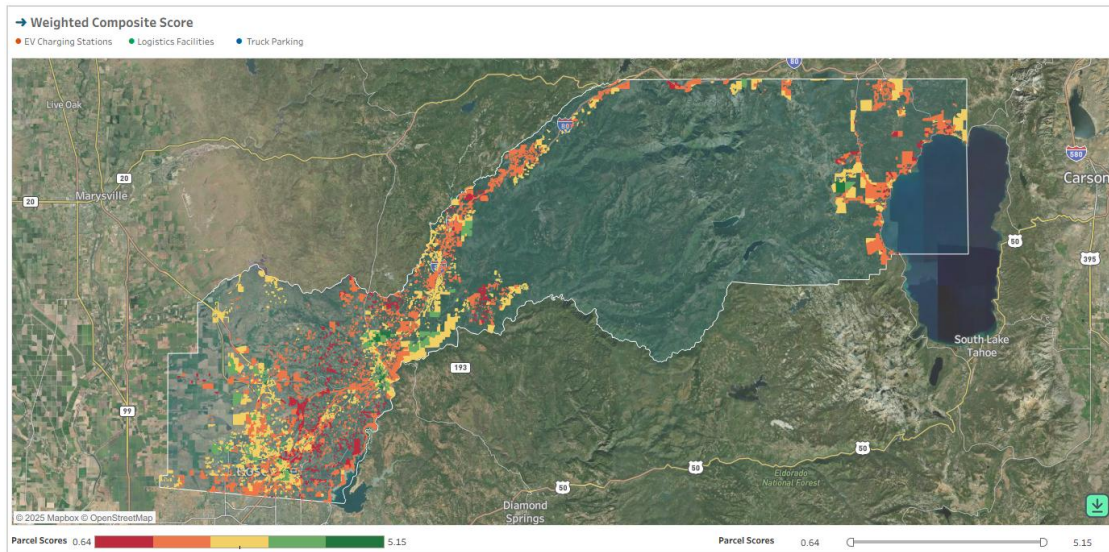 ➔ Weighted Composite Score
EV Charging Stations Logistics Facilities Truck Parking
80
Live Oak
80
20
580
Marysville
Carson
20
50
395
South Lake
Tahoe
193
99
50
50
Eldorado
National Forest
Diamond
Springs
50
© 2025 Mapbox © OpenStreetMap
Parcel Scores 0.64 5.15 Parcel Scores 0.64 5.15